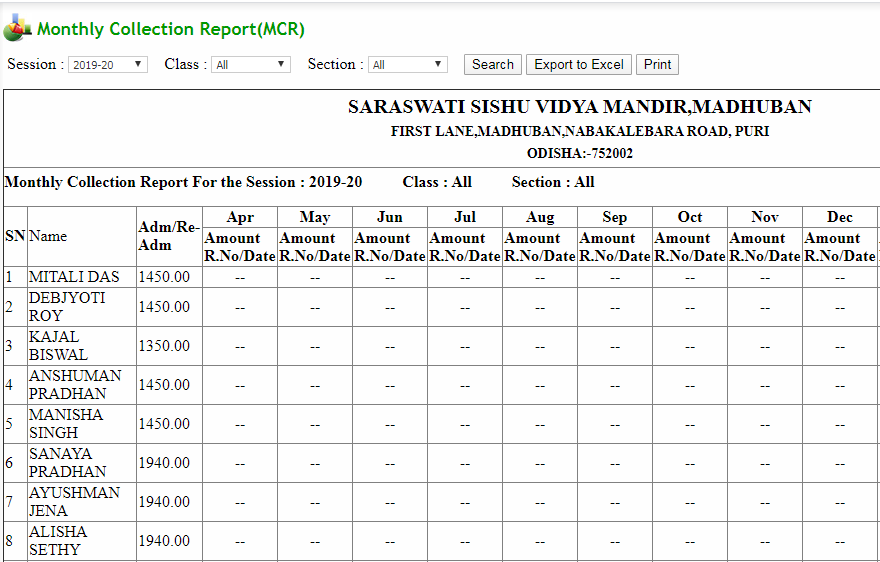 Monthly Collection Report(MCR)
Session : 2019-20 Class : All Section : All Search Export to Excel Print
SARASWATI SISHU VIDYA MANDIR,MADHUBAN
FIRST LANE,MADHUBAN,NABAKALEBARA ROAD, PURI
ODISHA:-752002
Monthly Collection Report For the Session : 2019-20 Class : All Section : All
SN Name Adm/Re-Adm Apr May Jun Jul Aug Sep Oct Nov Dec
Amount Amount Amount Amount Amount Amount Amount Amount Amount
R.No/Date R.No/Date R.No/Date R.No/Date R.No/Date R.No/Date R.No/Date R.No/Date R.No/Date
1 MITALI DAS 1450.00 -- -- -- -- -- -- -- -- --
2 DEBJYOTI ROY 1450.00 -- -- -- -- -- -- -- -- --
3 KAJAL BISWAL 1350.00 -- -- -- -- -- -- -- -- --
4 ANSHUMAN PRADHAN 1450.00 -- -- -- -- -- -- -- -- --
5 MANISHA SINGH 1450.00 -- -- -- -- -- -- -- -- --
6 SANAYA PRADHAN 1940.00 -- -- -- -- -- -- -- -- --
7 AYUSHMAN JENA 1940.00 -- -- -- -- -- -- -- -- --
8 ALISHA SETHY 1940.00 -- -- -- -- -- -- -- -- --